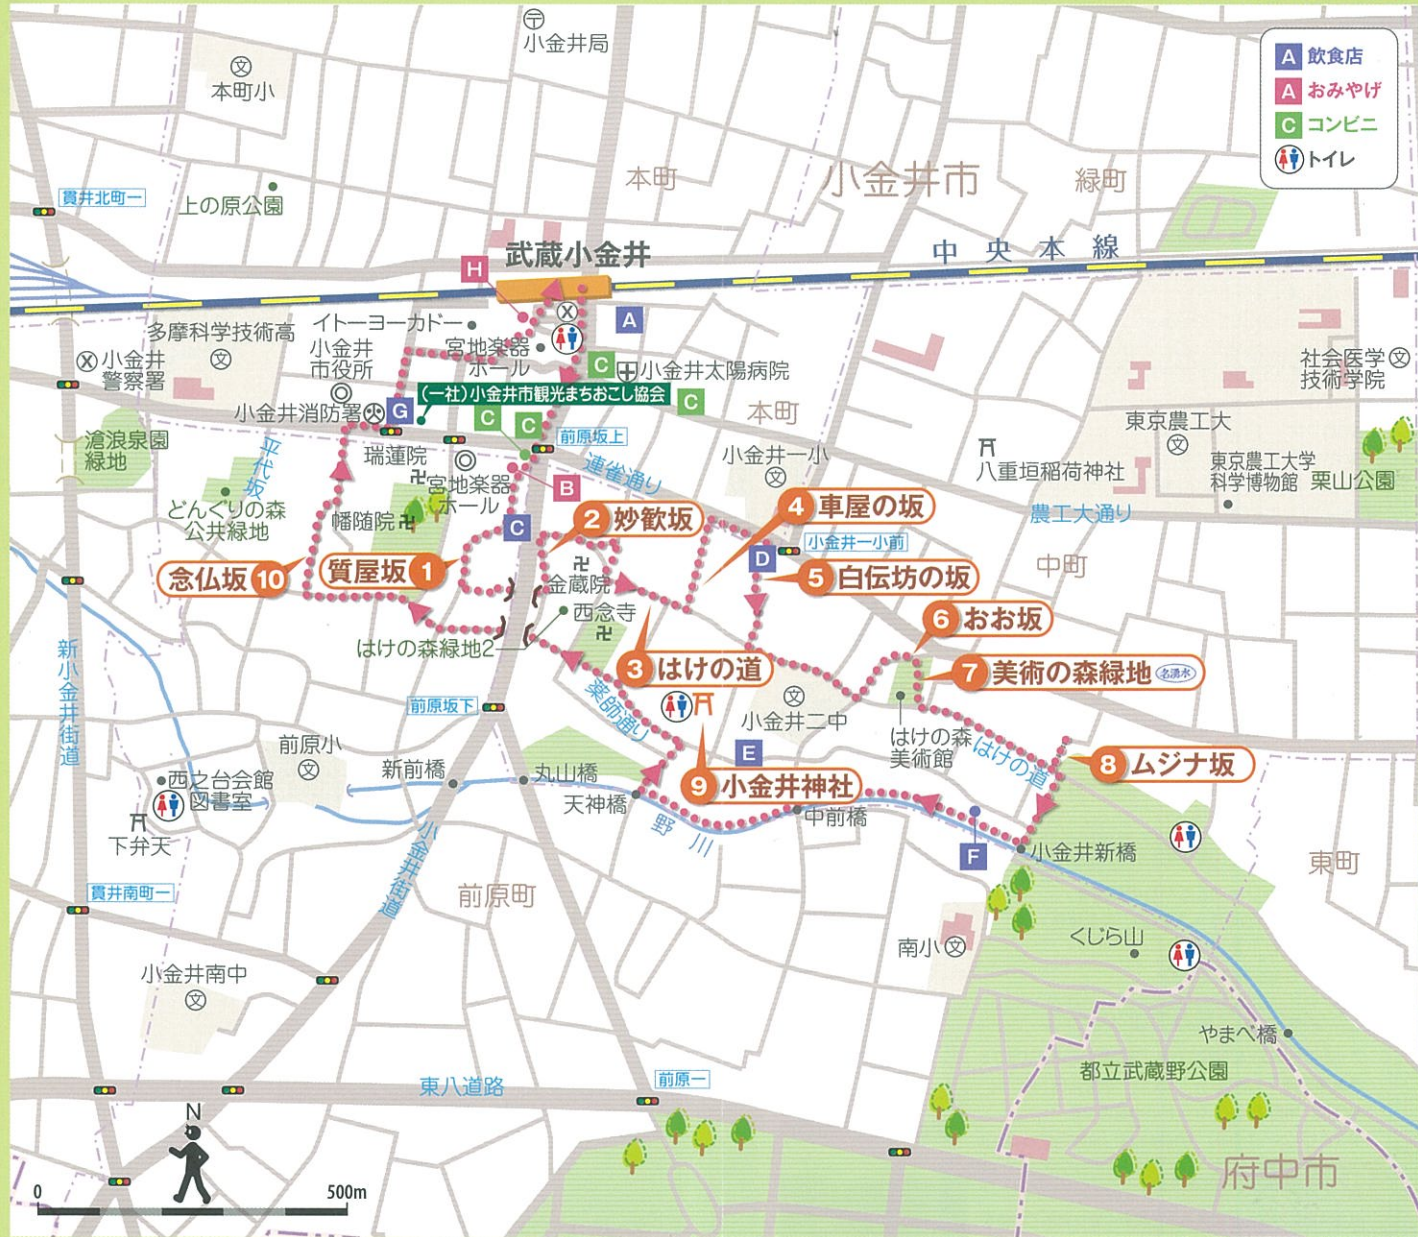 小金井局
本町小
A 飲食店
A おみやげ
C コンビニ
トイレ
本町
小金井市
緑町
貫井北町一
上の原公園
武蔵小金井
H
中央本線
A
多摩科学技術高
イトーヨーカドー
小金井
市役所
宮地楽器
ホール
小金井
警察署
C
小金井太陽病院
社会医学
技術学院
小金井消防署
G
(一社)小金井市観光まちおこし協会
C
C
C
本町
東京農工大
滄浪泉園
緑地
平代坂
瑞蓮院
宮地楽器
ホール
前原坂上
連雀通り
小金井一小
八重垣稲荷神社
東京農工大学
科学博物館
栗山公園
B
どんぐりの森
公共緑地
幡随院
C
2 妙歓坂
4 車屋の坂
農工大通り
小金井一小前
D
中町
念仏坂 10
質屋坂 1
金蔵院
5 白伝坊の坂
西念寺
6 おお坂
はけの森緑地2
3 はけの道
7 美術の森緑地 名湧水
新小金井街道
薬師通り
前原坂下
小金井二中
はけの森
美術館
はけの道
前原小
新前橋
丸山橋
E
8 ムジナ坂
西之台会館
図書室
天神橋
9 小金井神社
下弁天
小金井街道
野川
中前橋
F
小金井新橋
東町
貫井南町一
前原町
南小
くじら山
小金井南中
やまべ橋
都立武蔵野公園
東八道路
前原一
N
府中市
0
500m